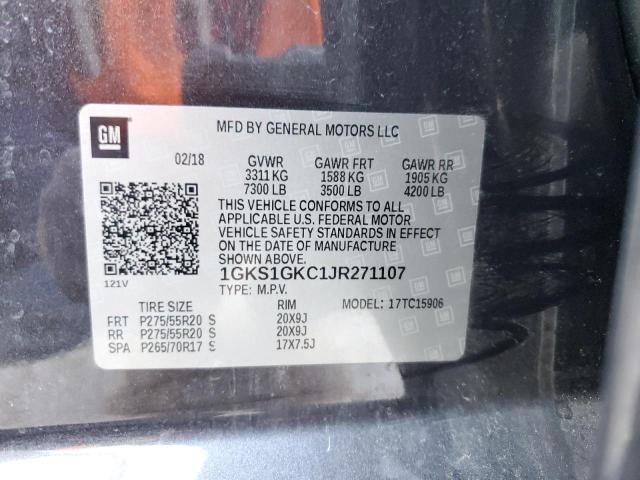 GM
MFD BY GENERAL MOTORS LLC
02/18 GVWR GAWR FRT GAWR RR
3311 KG 1588 KG 1905 KG
7300 LB 3500 LB 4200 LB
THIS VEHICLE CONFORMS TO ALL
APPLICABLE U.S. FEDERAL MOTOR
VEHICLE SAFETY STANDARDS IN EFFECT
ON THE DATE OF MANUFACTURE
SHOWN ABOVE.
1GKS1GKC1JR271107
121V
TYPE: M.P.V.
TIRE SIZE RIM MODEL: 17TC15906
FRT P275/55R20 S 20X9J
RR P275/55R20 S 20X9J
SPA P265/70R17 S 17X7.5J